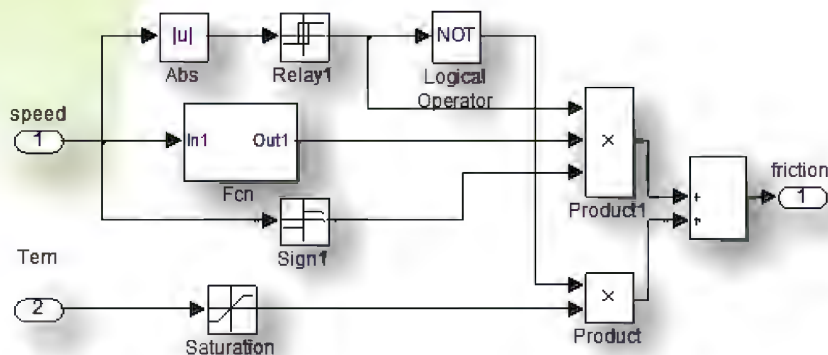 |u|
Abs
Relay1
NOT
Logical
Operator
speed
1
In1
Out1
Fcn
×
Product1
friction
1
+
+
Sign1
Tem
2
Saturation
×
Product